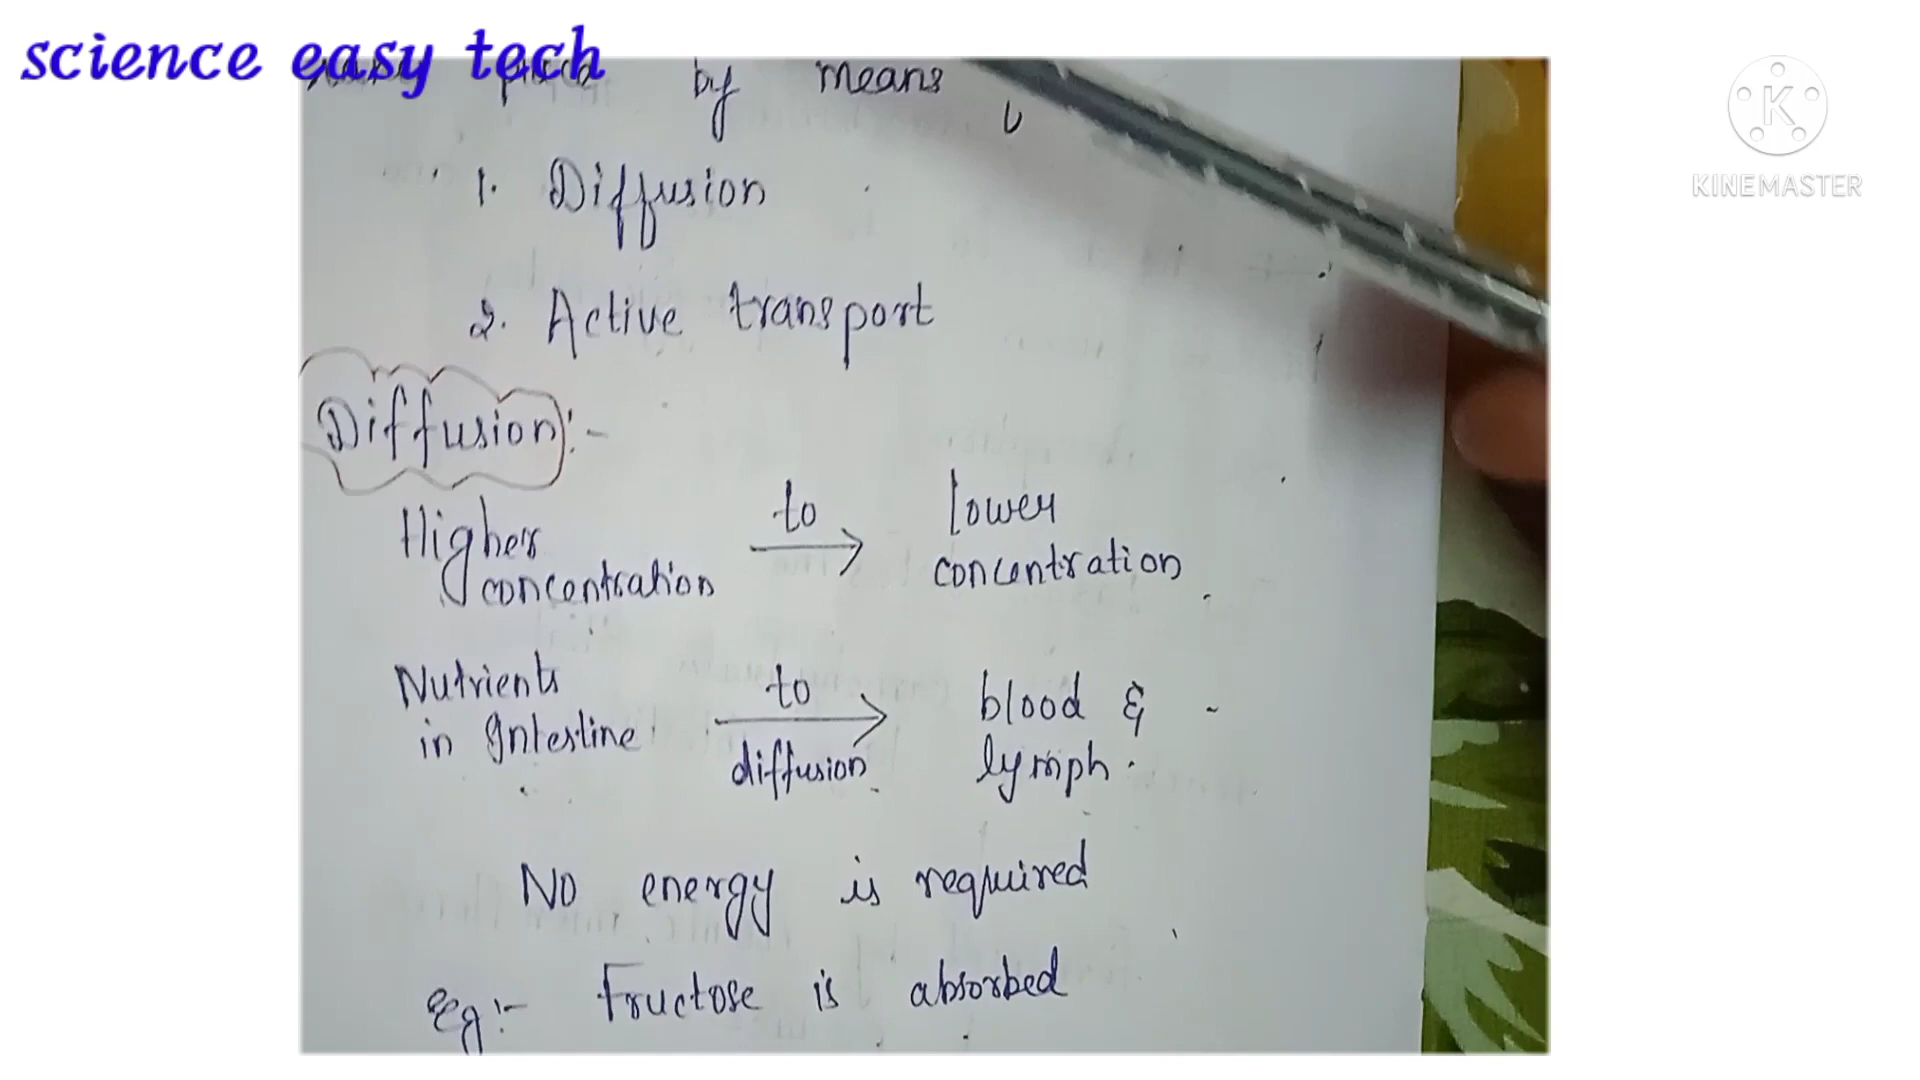 science easy tech
by means
1. Diffusion
2. Active transport
Diffusion:-
Higher concentration to lower concentration
Nutrients in Intestine to diffusion blood & lymph.
No energy is required
Eg:- Fructose is absorbed
K
KINEMASTER